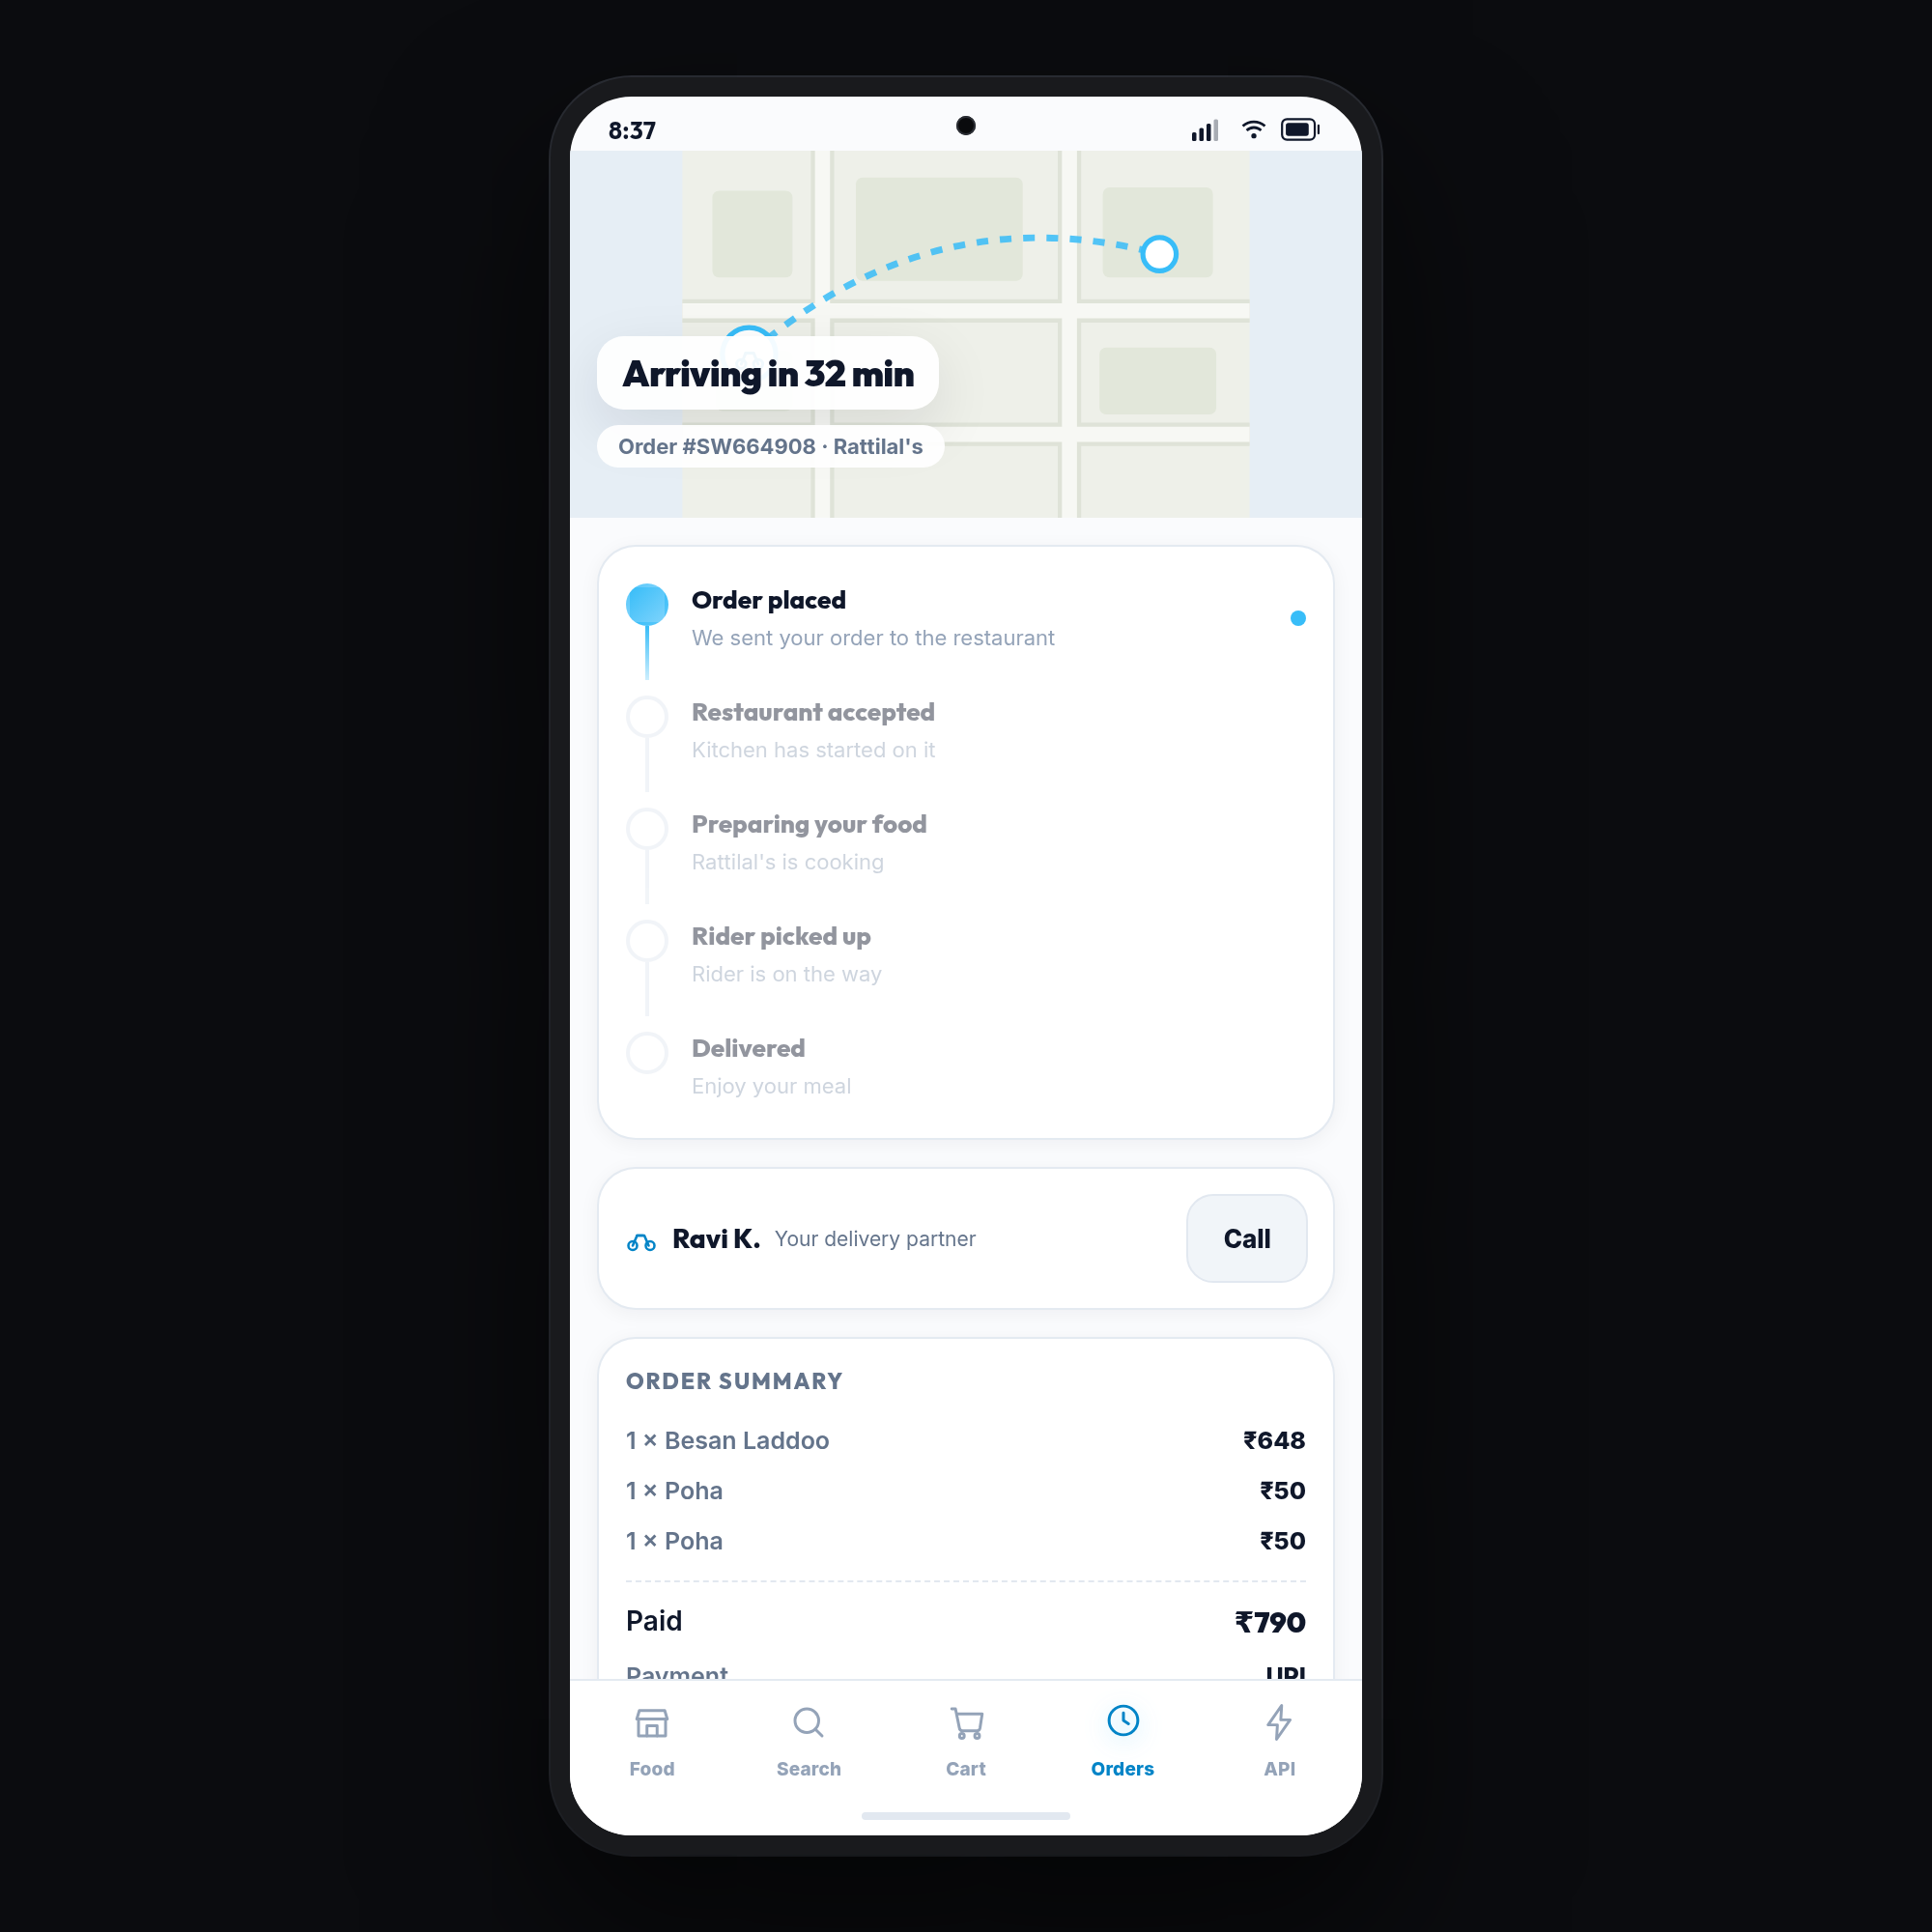 8:37
Arriving in 32 min
Order #SW664908 · Rattilal's
Order placed
We sent your order to the restaurant
Restaurant accepted
Kitchen has started on it
Preparing your food
Rattilal's is cooking
Rider picked up
Rider is on the way
Delivered
Enjoy your meal
Ravi K. Your delivery partner Call
ORDER SUMMARY
1 × Besan Laddoo ₹648
1 × Poha ₹50
1 × Poha ₹50
Paid ₹790
Payment UPI
Food Search Cart Orders API